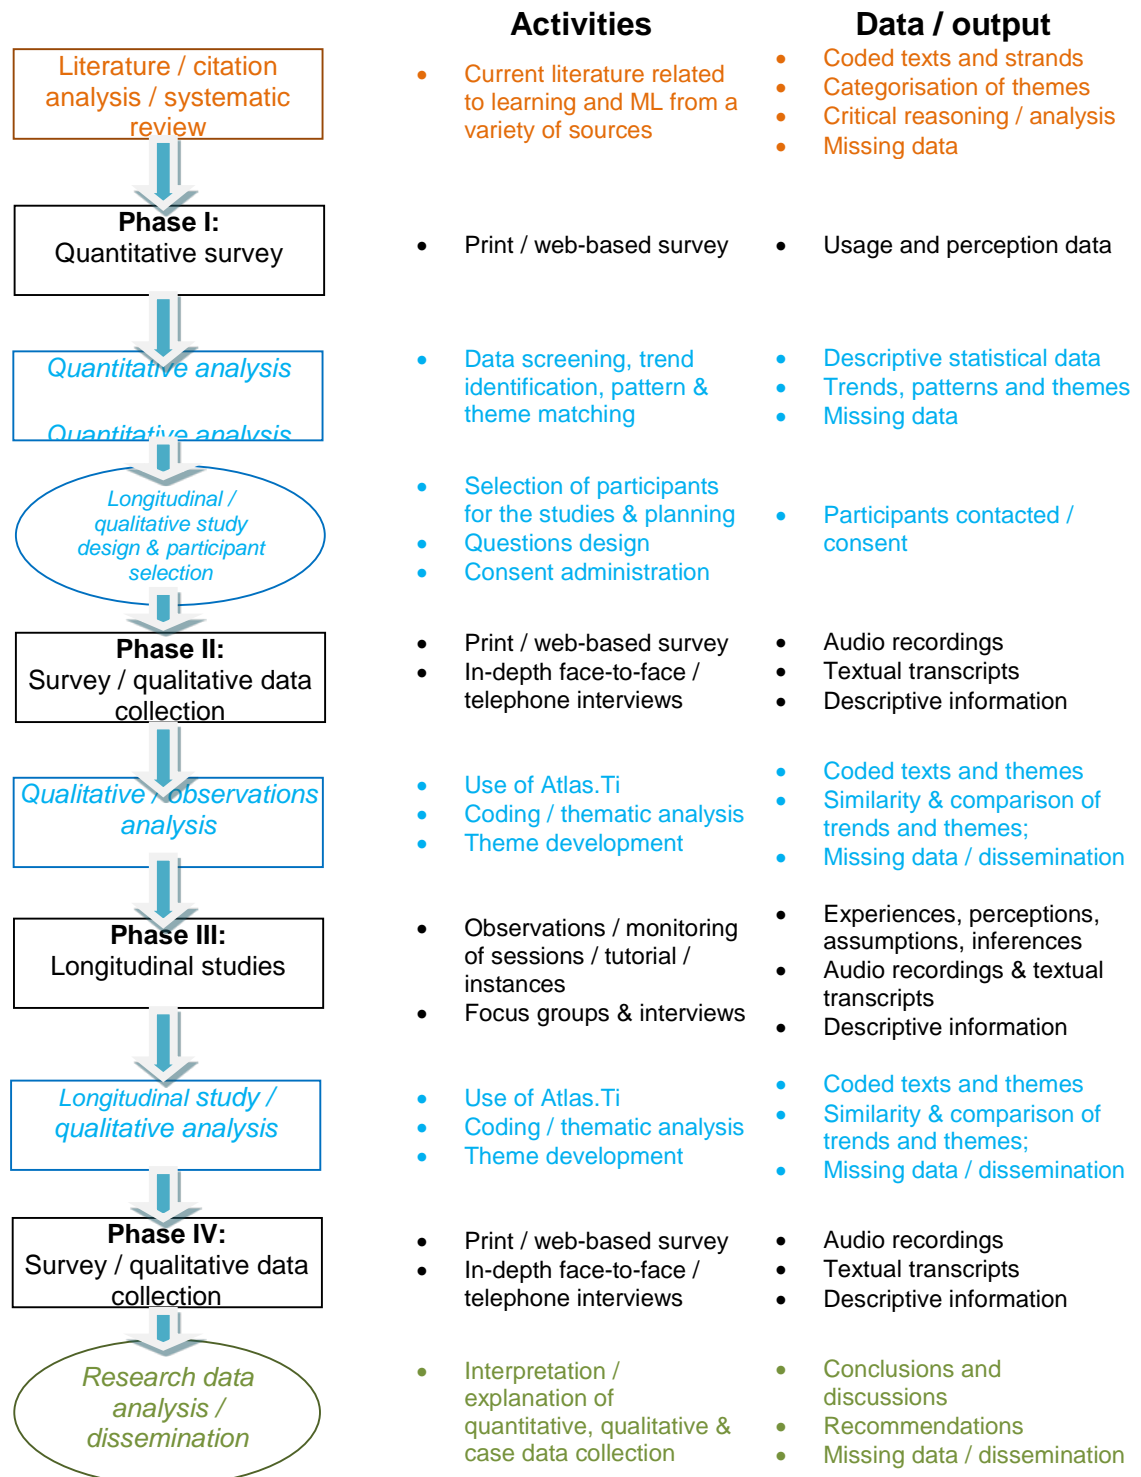 Activities
Data / output
Literature / citation
analysis / systematic
review
• Current literature related
to learning and ML from a
variety of sources
• Coded texts and strands
• Categorisation of themes
• Critical reasoning / analysis
• Missing data
Phase I:
Quantitative survey
• Print / web-based survey
• Usage and perception data
Quantitative analysis
Quantitative analysis
• Data screening, trend
identification, pattern &
theme matching
• Descriptive statistical data
• Trends, patterns and themes
• Missing data
Longitudinal /
qualitative study
design & participant
selection
• Selection of participants
for the studies & planning
• Questions design
• Consent administration
• Participants contacted /
consent
Phase II:
Survey / qualitative data
collection
• Print / web-based survey
• In-depth face-to-face /
telephone interviews
• Audio recordings
• Textual transcripts
• Descriptive information
Qualitative / observations
analysis
• Use of Atlas.Ti
• Coding / thematic analysis
• Theme development
• Coded texts and themes
• Similarity & comparison of
trends and themes;
• Missing data / dissemination
Phase III:
Longitudinal studies
• Observations / monitoring
of sessions / tutorial /
instances
• Focus groups & interviews
• Experiences, perceptions,
assumptions, inferences
• Audio recordings & textual
transcripts
• Descriptive information
Longitudinal study /
qualitative analysis
• Use of Atlas.Ti
• Coding / thematic analysis
• Theme development
• Coded texts and themes
• Similarity & comparison of
trends and themes;
• Missing data / dissemination
Phase IV:
Survey / qualitative data
collection
• Print / web-based survey
• In-depth face-to-face /
telephone interviews
• Audio recordings
• Textual transcripts
• Descriptive information
Research data
analysis /
dissemination
• Interpretation /
explanation of
quantitative, qualitative &
case data collection
• Conclusions and
discussions
• Recommendations
• Missing data / dissemination